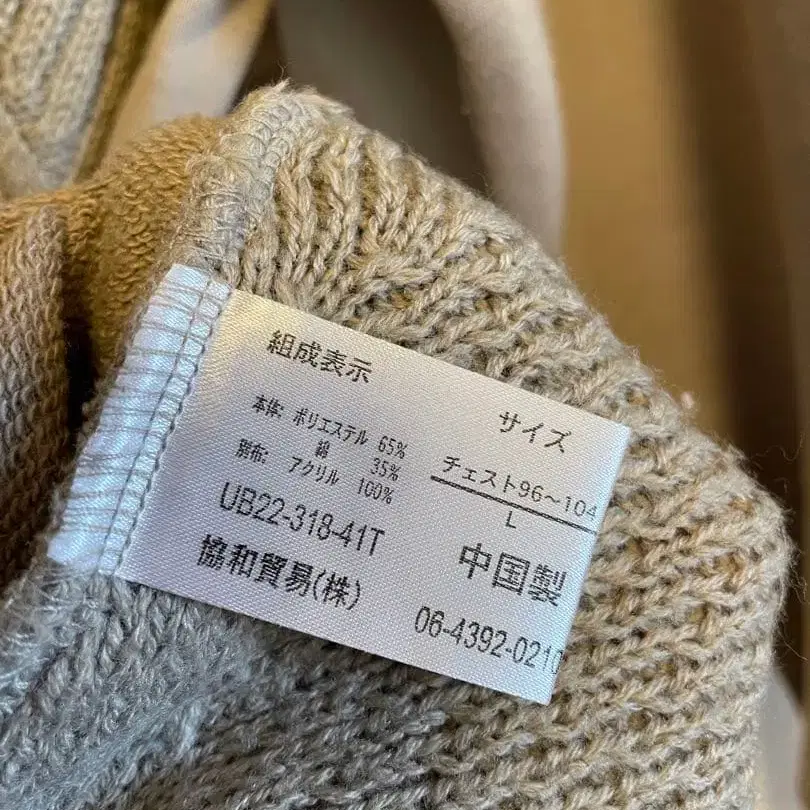 組成表示
本体: ポリエステル 65%
綿 35%
別布: アクリル 100%
UB22-318-41T
協和貿易(株)
サイズ
チェスト96〜104
L
中国製
06-4392-0210